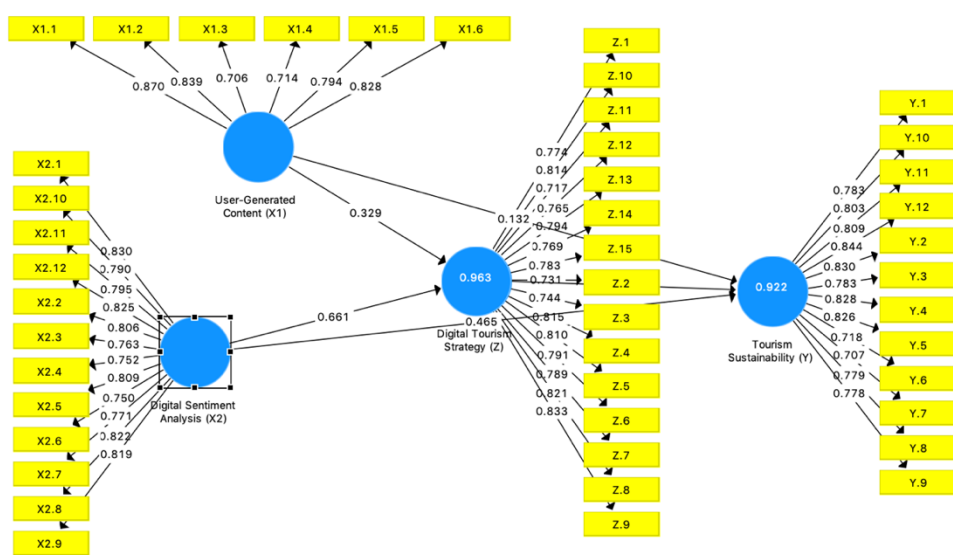 X1.1
X1.2
X1.3
X1.4
X1.5
X1.6
0.870
0.839
0.706
0.714
0.794
0.828
User-Generated
Content (X1)
X2.1
X2.10
X2.11
X2.12
X2.2
X2.3
X2.4
X2.5
X2.6
X2.7
X2.8
X2.9
0.830
0.790
0.795
0.825
0.806
0.763
0.752
0.809
0.750
0.771
0.822
0.819
Digital Sentiment
Analysis (X2)
0.329
0.132
0.661
0.465
0.963
Digital Tourism
Strategy (Z)
0.774
0.814
0.717
0.765
0.794
0.769
0.783
0.731
0.744
0.815
0.810
0.791
0.789
0.821
0.833
Z.1
Z.10
Z.11
Z.12
Z.13
Z.14
Z.15
Z.2
Z.3
Z.4
Z.5
Z.6
Z.7
Z.8
Z.9
0.922
Tourism
Sustainability (Y)
0.783
0.803
0.809
0.844
0.830
0.783
0.828
0.826
0.718
0.707
0.779
0.778
Y.1
Y.10
Y.11
Y.12
Y.2
Y.3
Y.4
Y.5
Y.6
Y.7
Y.8
Y.9